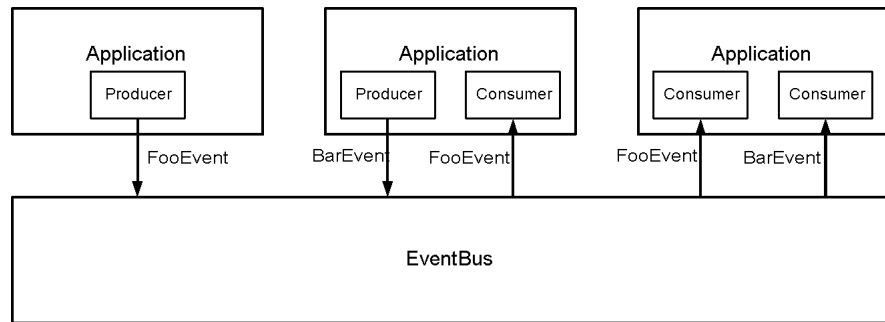 Application
Producer
FooEvent
Application
Producer
Consumer
BarEvent
FooEvent
Application
Consumer
Consumer
FooEvent
BarEvent
EventBus